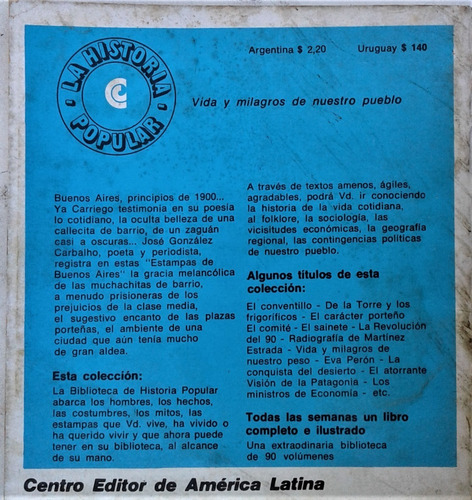 LA HISTORIA POPULAR
Argentina $ 2,20 Uruguay $ 140
Vida y milagros de nuestro pueblo
Buenos Aires, principios de 1900...
Ya Carriego testimonia en su poesía
lo cotidiano, la oculta belleza de una
callecita de barrio, de un zaguán
casi a oscuras... José González
Carbalho, poeta y periodista,
registra en estas "Estampas de
Buenos Aires" la gracia melancólica
de las muchachitas de barrio,
a menudo prisioneras de los
prejuicios de la clase media,
el sugestivo encanto de las plazas
porteñas, el ambiente de una
ciudad que aún tenía mucho
de gran aldea.
Esta colección:
La Biblioteca de Historia Popular
abarca los hombres, los hechos,
las costumbres, los mitos, las
estampas que Vd. vive, ha vivido o
ha querido vivir y que ahora puede
tener en su biblioteca, al alcance
de su mano.
A través de textos amenos, ágiles,
agradables, podrá Vd. ir conociendo
la historia de la vida cotidiana,
al folklore, la sociología, las
vicisitudes económicas, la geografía
regional, las contingencias políticas
de nuestro pueblo.
Algunos títulos de esta
colección:
El conventillo - De la Torre y los
frigoríficos - El carácter porteño
El comité - El sainete - La Revolución
del 90 - Radiografía de Martínez
Estrada - Vida y milagros de
nuestro peso - Eva Perón - La
conquista del desierto - El atorrante
Visión de la Patagonia - Los
ministros de Economía - etc.
Todas las semanas un libro
completo e ilustrado
Una extraodinaria biblioteca
de 90 volúmenes
Centro Editor de América Latina